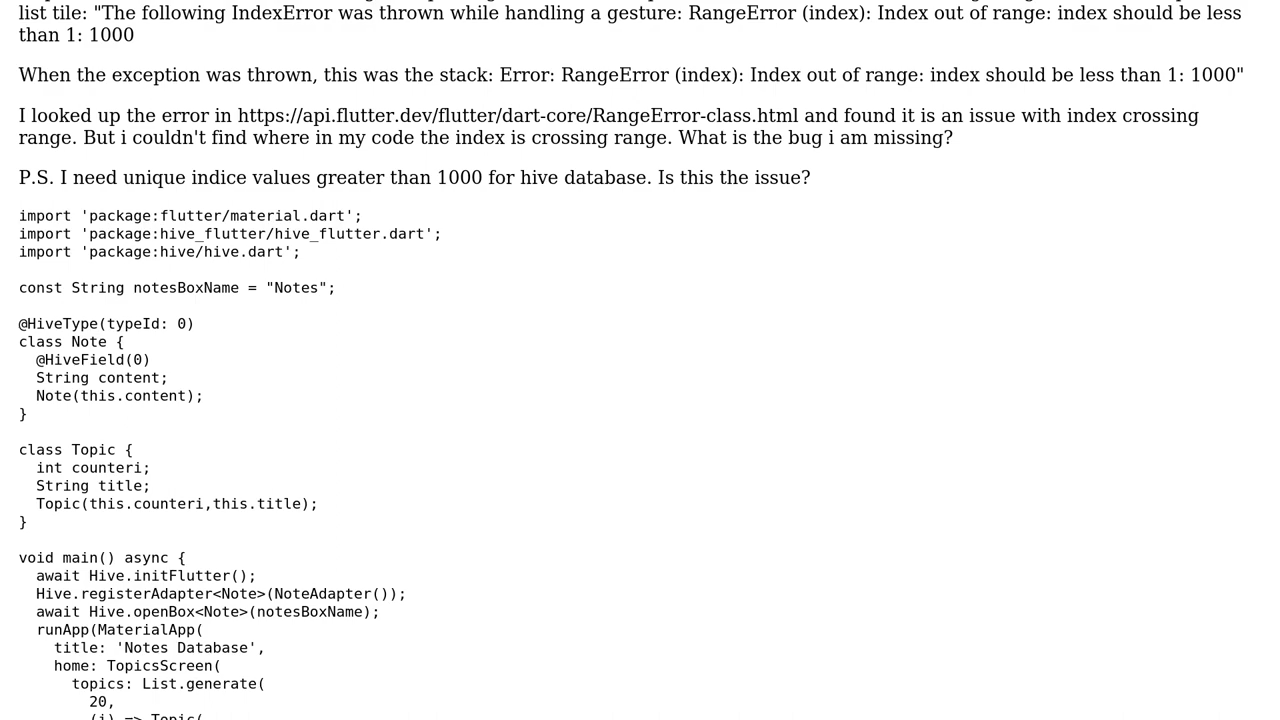 list tile: "The following IndexError was thrown while handling a gesture: RangeError (index): Index out of range: index should be less
than 1: 1000
When the exception was thrown, this was the stack: Error: RangeError (index): Index out of range: index should be less than 1: 1000"
I looked up the error in https://api.flutter.dev/flutter/dart-core/RangeError-class.html and found it is an issue with index crossing
range. But i couldn't find where in my code the index is crossing range. What is the bug i am missing?
P.S. I need unique indice values greater than 1000 for hive database. Is this the issue?
import 'package:flutter/material.dart';
import 'package:hive_flutter/hive_flutter.dart';
import 'package:hive/hive.dart';
const String notesBoxName = "Notes";
@HiveType(typeId: 0)
class Note {
  @HiveField(0)
  String content;
  Note(this.content);
}
class Topic {
  int counteri;
  String title;
  Topic(this.counteri,this.title);
}
void main() async {
  await Hive.initFlutter();
  Hive.registerAdapter<Note>(NoteAdapter());
  await Hive.openBox<Note>(notesBoxName);
  runApp(MaterialApp(
    title: 'Notes Database',
    home: TopicsScreen(
      topics: List.generate(
        20,
        (i) => Topic(